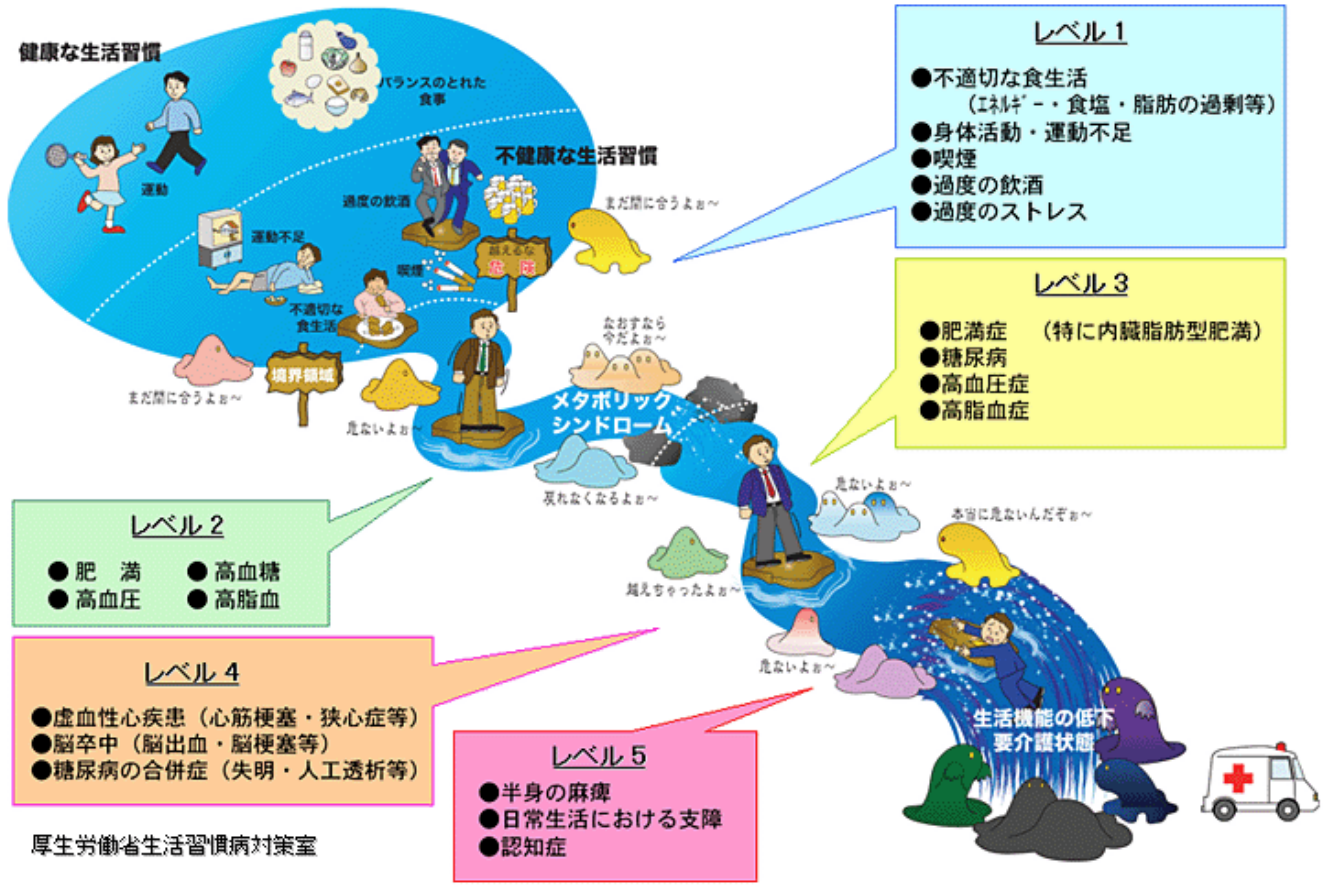 健康な生活習慣
バランスのとれた
食事
運動
不健康な生活習慣
過度の飲酒
まだ間に合うよぉ~
越えるな
危険
運動不足
喫煙
不適切な
食生活
境界領域
まだ間に合うよぉ~
危ないよぉ~
なおすなら
今だよぉ~
メタボリック
シンドローム
戻れなくなるよぉ~
危ないよぉ~
本当に危ないんだぞぉ~
越えちゃったよぉ~
危ないよぉ~
生活機能の低下
要介護状態
レベル 1
●不適切な食生活
(エネルギー・食塩・脂肪の過剰等)
●身体活動・運動不足
●喫煙
●過度の飲酒
●過度のストレス
レベル 3
●肥満症 (特に内臓脂肪型肥満)
●糖尿病
●高血圧症
●高脂血症
レベル 2
●肥 満 ●高血糖
●高血圧 ●高脂血
レベル 4
●虚血性心疾患(心筋梗塞・狭心症等)
●脳卒中(脳出血・脳梗塞等)
●糖尿病の合併症(失明・人工透析等)
レベル 5
●半身の麻痺
●日常生活における支障
●認知症
厚生労働省生活習慣病対策室